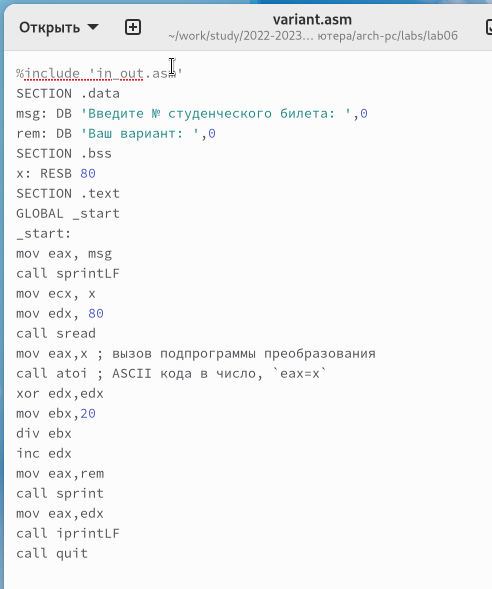 Открыть
variant.asm
~/work/study/2022-2023... ютера/arch-pc/labs/lab06
%include 'in_out.asm'
SECTION .data
msg: DB 'Введите № студенческого билета: ',0
rem: DB 'Ваш вариант: ',0
SECTION .bss
x: RESB 80
SECTION .text
GLOBAL _start
_start:
mov eax, msg
call sprintLF
mov ecx, x
mov edx, 80
call sread
mov eax,x ; вызов подпрограммы преобразования
call atoi ; ASCII кода в число, `eax=x`
xor edx,edx
mov ebx,20
div ebx
inc edx
mov eax,rem
call sprint
mov eax,edx
call iprintLF
call quit